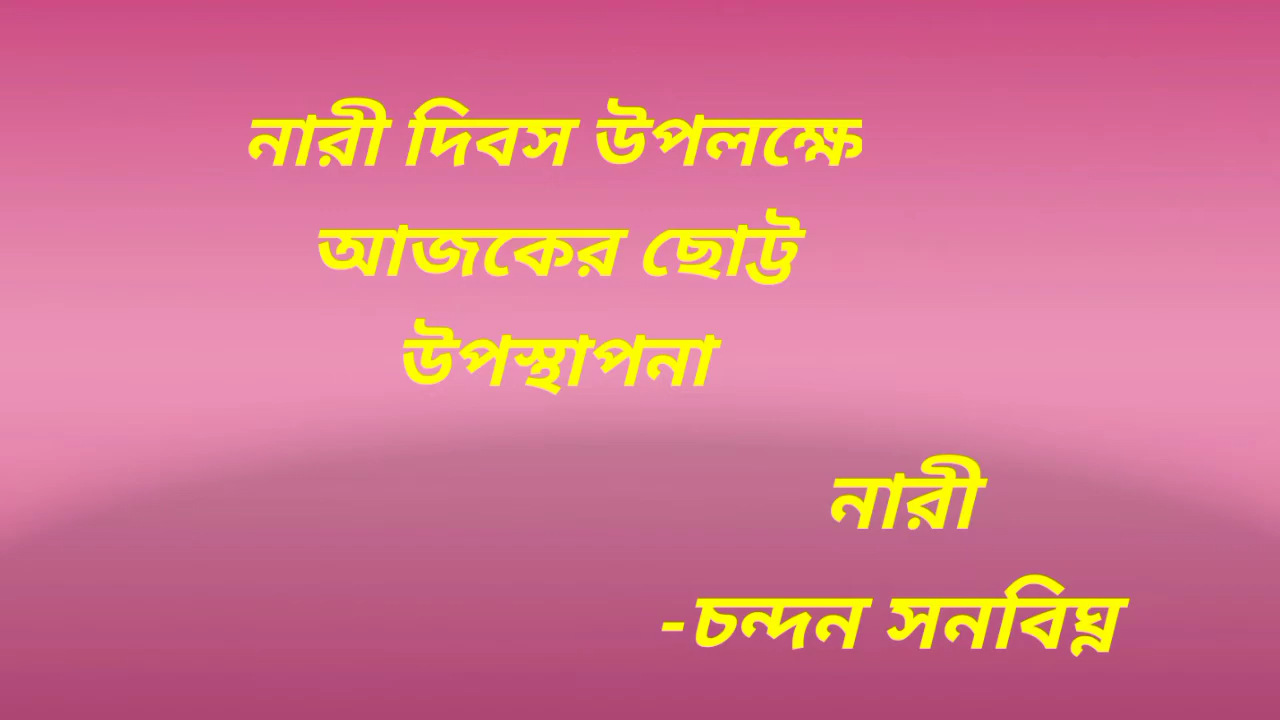 নারী দিবস উপলক্ষে
আজকের ছোট্ট
উপস্থাপনা
নারী
-চন্দন সনবিঘ্ন